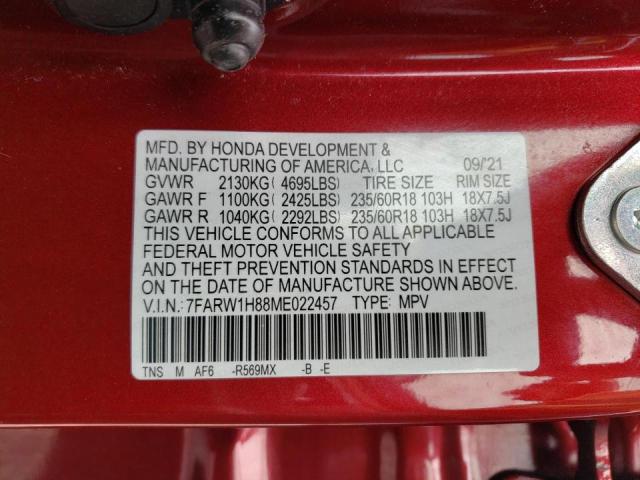 MFD. BY HONDA DEVELOPMENT &
MANUFACTURING OF AMERICA, LLC 09/'21
GVWR 2130KG( 4695LBS) TIRE SIZE RIM SIZE
GAWR F 1100KG( 2425LBS) 235/60R18 103H 18X7.5J
GAWR R 1040KG( 2292LBS) 235/60R18 103H 18X7.5J
THIS VEHICLE CONFORMS TO ALL APPLICABLE
FEDERAL MOTOR VEHICLE SAFETY
AND THEFT PREVENTION STANDARDS IN EFFECT
ON THE DATE OF MANUFACTURE SHOWN ABOVE.
V.I.N.: 7FARW1H88ME022457 TYPE: MPV
TNS M AF6 -R569MX -B -E